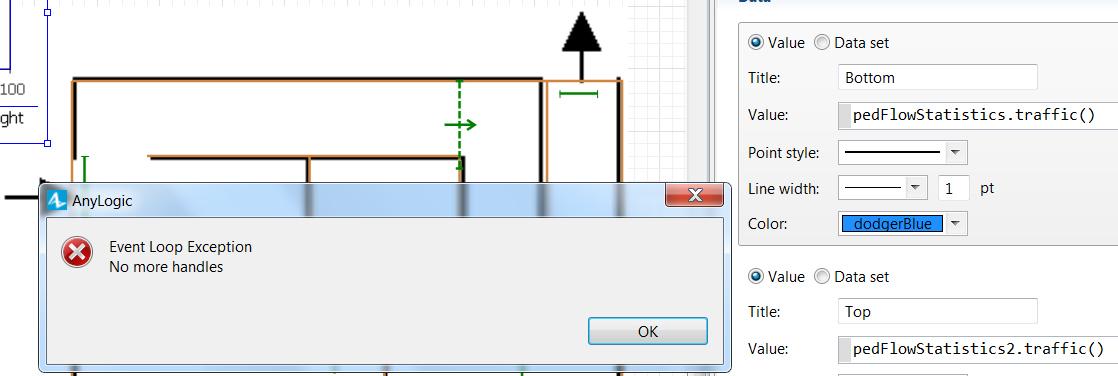 100
ght
AnyLogic
Event Loop Exception
No more handles
OK
Value Data set
Title: Bottom
Value: pedFlowStatistics.traffic()
Point style:
Line width: 1 pt
Color: dodgerBlue
Value Data set
Title: Top
Value: pedFlowStatistics2.traffic()